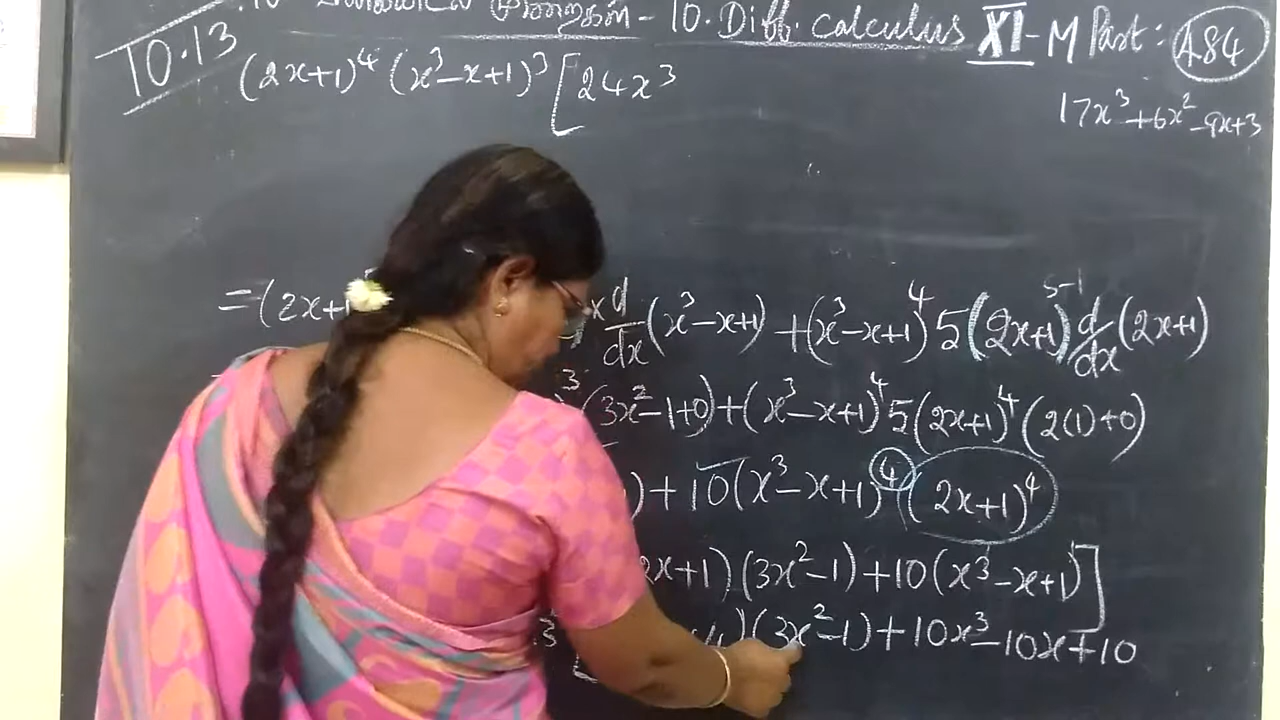 10. Diff. calculus XI - M Part: 484
10.13 (2x+1)⁴ (x³-x+1)³ [24x³
17x³+6x²-9x+3
=(2x+1 x d/dx (x³-x+1) +(x³-x+1)⁴ 5(2x+1)⁵⁻¹ d/dx (2x+1)
³ (3x²-1+0)+(x³-x+1)⁴ 5(2x+1)⁴ (2(1)+0)
)+10(x³-x+1)⁴ (2x+1)⁴
2x+1)(3x²-1)+10(x³-x+1)]
3 [ )(3x²-1)+10x³-10x+10